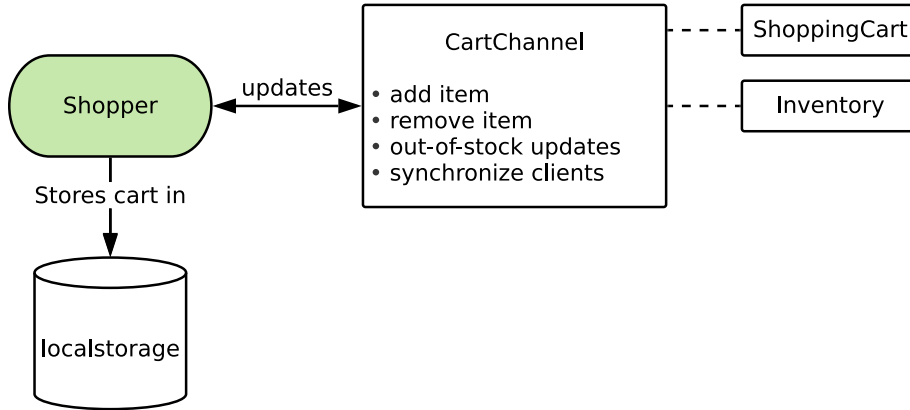 ShoppingCart
CartChannel
updates
Shopper
• add item
• remove item
• out-of-stock updates
• synchronize clients
Inventory
Stores cart in
localstorage